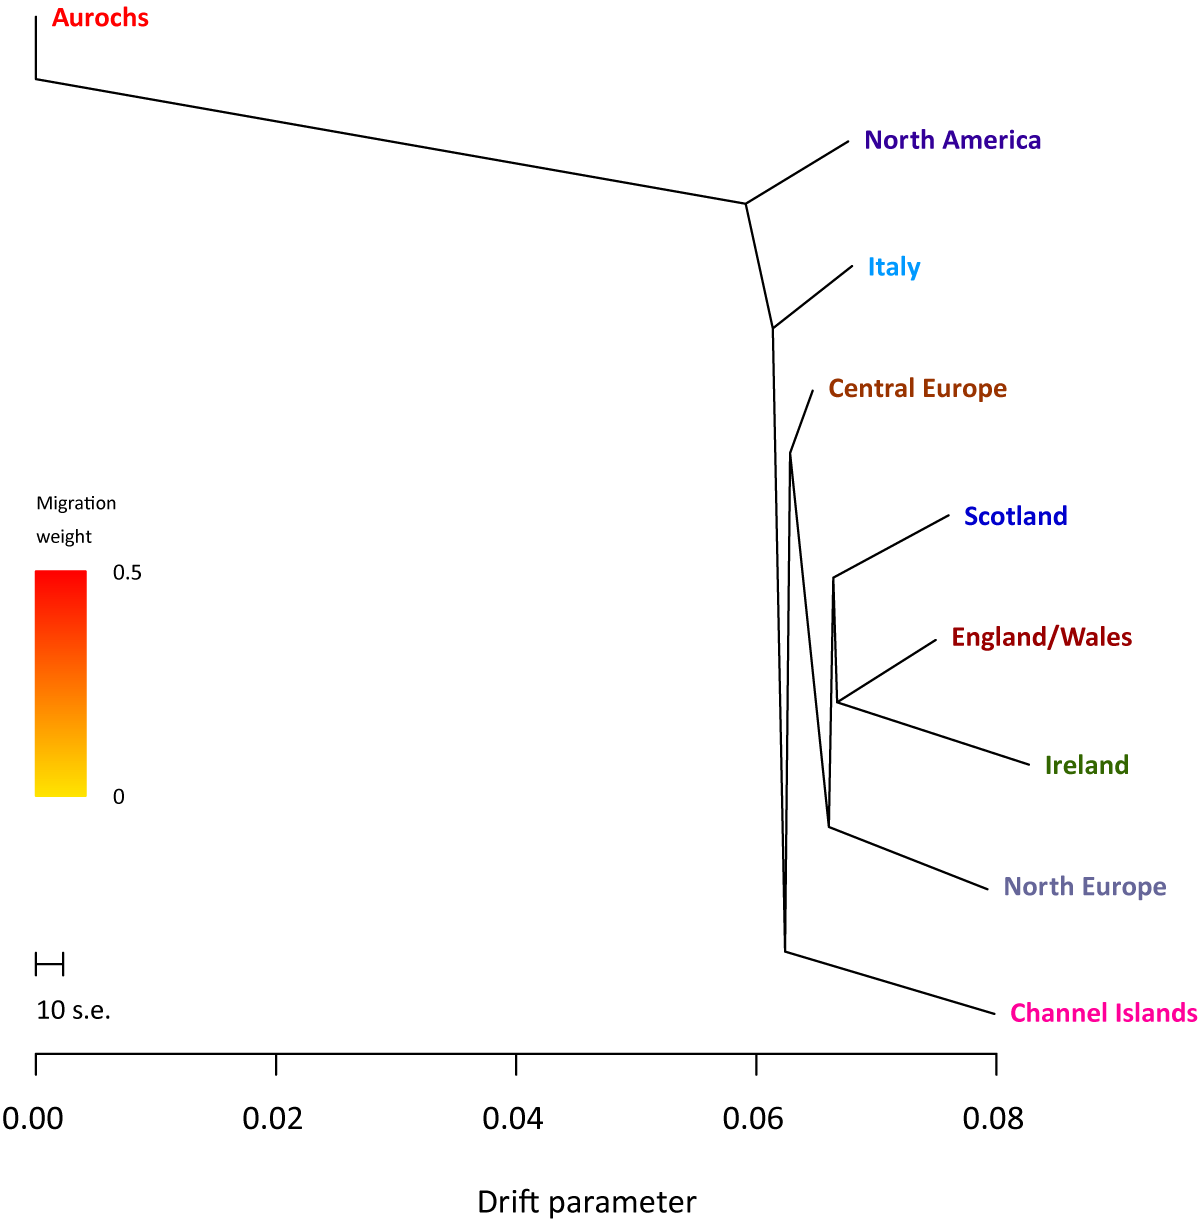 Aurochs
North America
Italy
Central Europe
Migration
weight
Scotland
0.5
England/Wales
Ireland
0
North Europe
10 s.e.
Channel Islands
0.00 0.02 0.04 0.06 0.08
Drift parameter